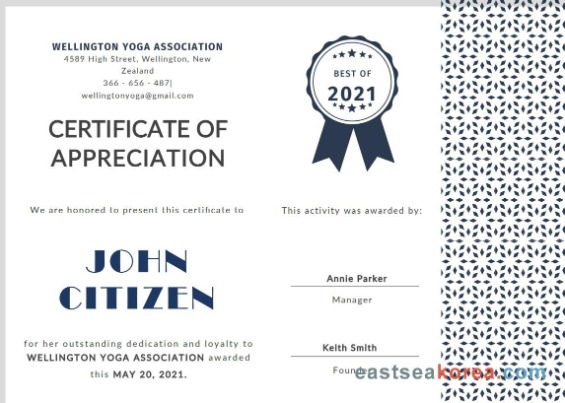 WELLINGTON YOGA ASSOCIATION
4589 High Street, Wellington, New
Zealand
366 - 656 - 487|
wellingtonyoga@gmail.com
CERTIFICATE OF
APPRECIATION
We are honored to present this certificate to
JOHN
CITIZEN
for her outstanding dedication and loyalty to
WELLINGTON YOGA ASSOCIATION awarded
this MAY 20, 2021.
BEST OF
2021
This activity was awarded by:
Annie Parker
Manager
Keith Smith
Founder
eastseakorea.com